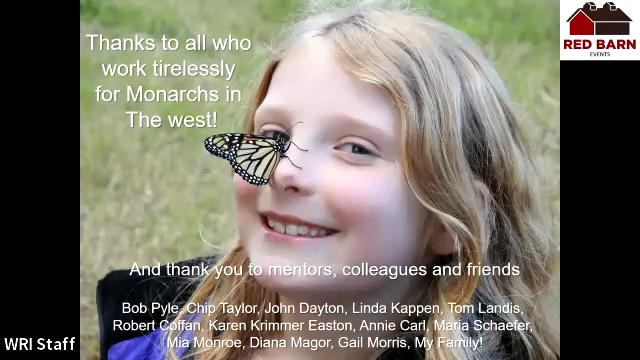 Thanks to all who
work tirelessly
for Monarchs in
The west!
RED BARN
EVENTS
And thank you to mentors, colleagues and friends
Bob Pyle, Chip Taylor, John Dayton, Linda Kappen, Tom Landis,
Robert Coffan, Karen Krimmer Easton, Annie Carl, Maria Schaefer,
Mia Monroe, Diana Magor, Gail Morris, My Family!
WRI Staff